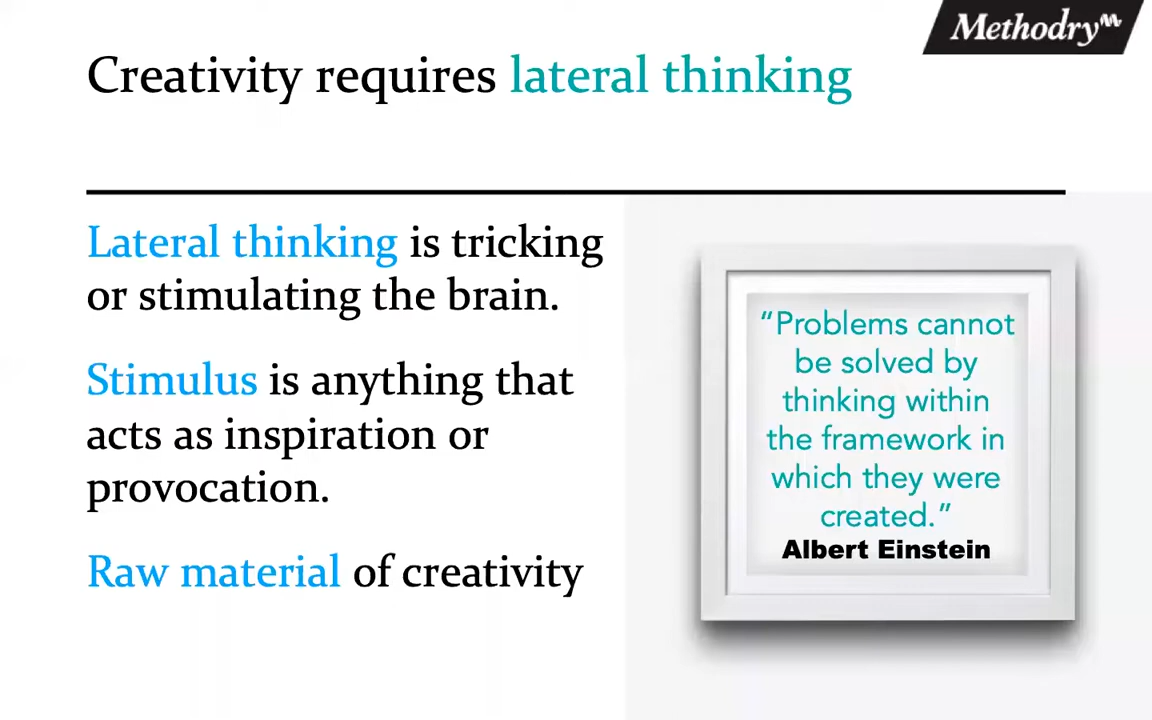 Methodry
Creativity requires lateral thinking
Lateral thinking is tricking
or stimulating the brain.
Stimulus is anything that
acts as inspiration or
provocation.
Raw material of creativity
“Problems cannot
be solved by
thinking within
the framework in
which they were
created.”
Albert Einstein